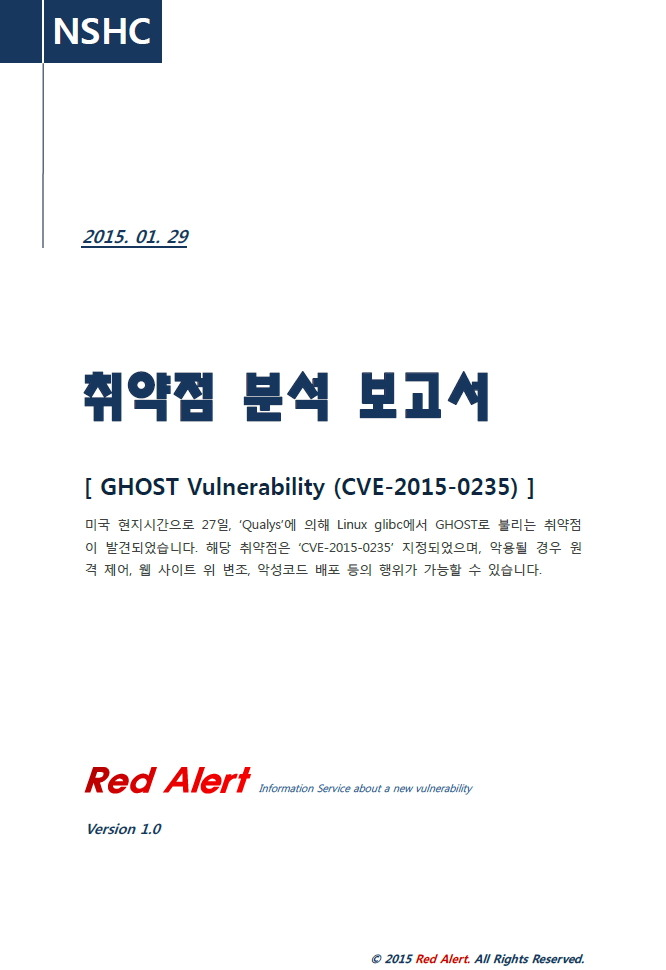 NSHC
2015. 01. 29
취약점 분석 보고서
[ GHOST Vulnerability (CVE-2015-0235) ]
미국 현지시간으로 27일, ‘Qualys’에 의해 Linux glibc에서 GHOST로 불리는 취약점
이 발견되었습니다. 해당 취약점은 ‘CVE-2015-0235’ 지정되었으며, 악용될 경우 원
격 제어, 웹 사이트 위 변조, 악성코드 배포 등의 행위가 가능할 수 있습니다.
Red Alert Information Service about a new vulnerability
Version 1.0
© 2015 Red Alert. All Rights Reserved.